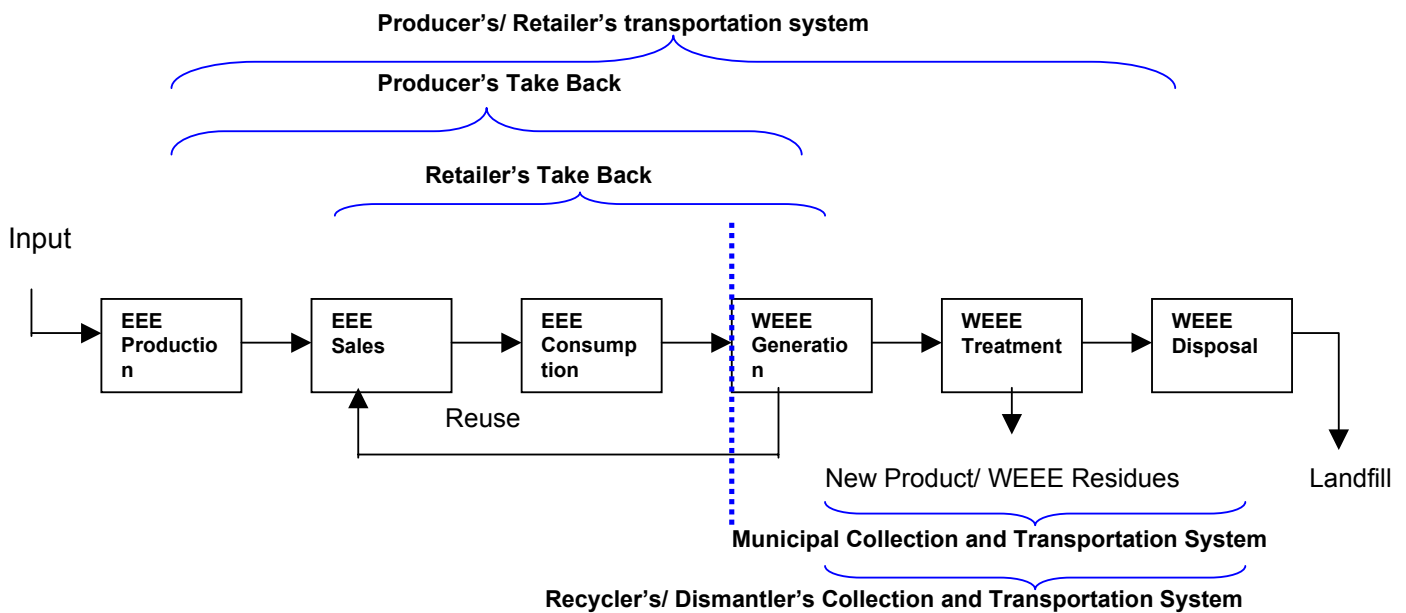 Producer’s/ Retailer’s transportation system
Producer’s Take Back
Retailer’s Take Back
Input
EEE
Productio
n
EEE
Sales
EEE
Consump
tion
WEEE
Generatio
n
WEEE
Treatment
WEEE
Disposal
Reuse
New Product/ WEEE Residues
Landfill
Municipal Collection and Transportation System
Recycler’s/ Dismantler’s Collection and Transportation System